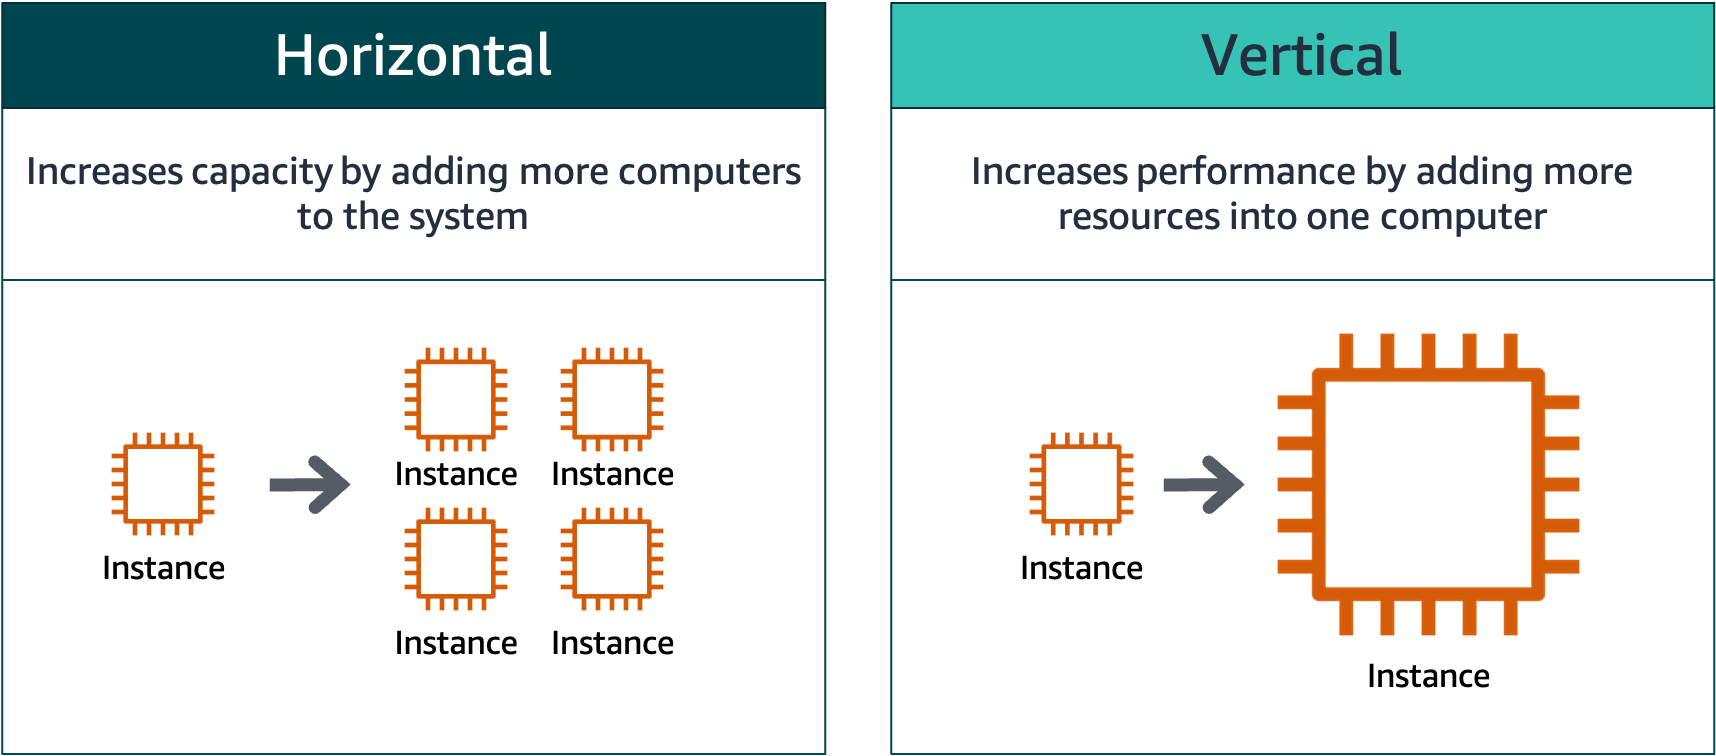 Horizontal
Increases capacity by adding more computers
to the system
Instance
Instance
Instance
Instance
Instance
Vertical
Increases performance by adding more
resources into one computer
Instance
Instance